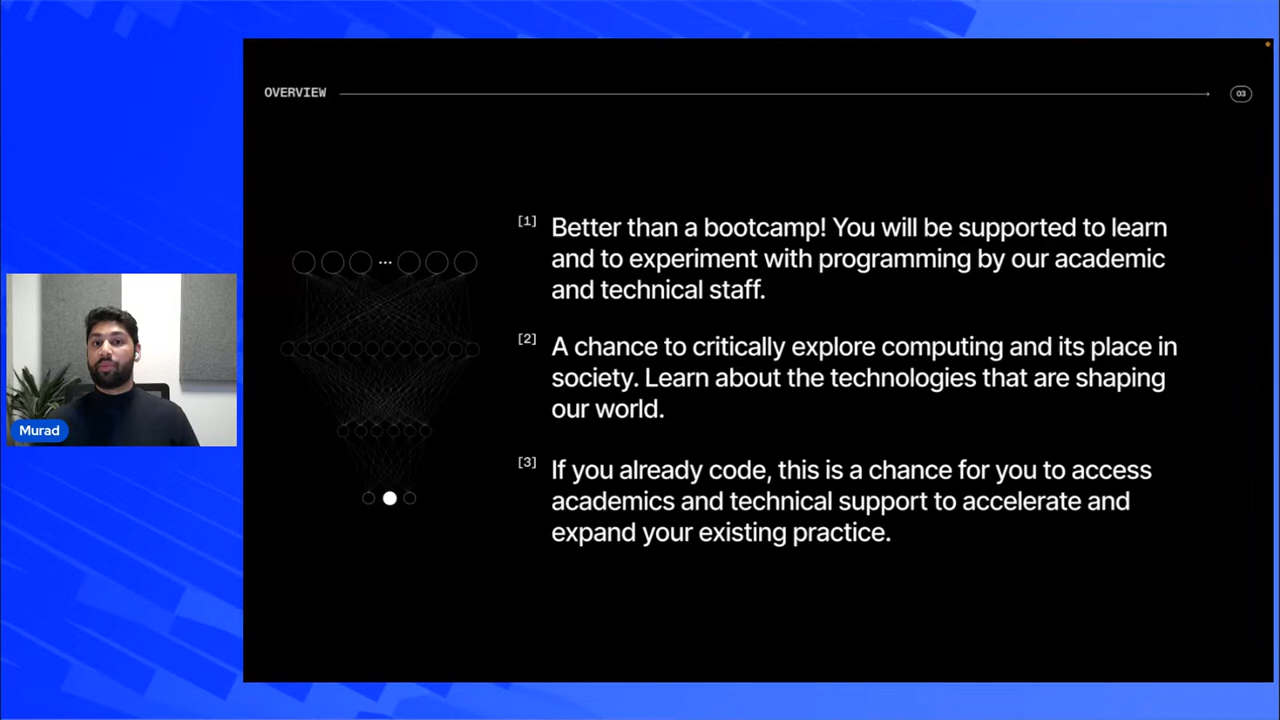 OVERVIEW
03
[1] Better than a bootcamp! You will be supported to learn
and to experiment with programming by our academic
and technical staff.
[2] A chance to critically explore computing and its place in
society. Learn about the technologies that are shaping
our world.
[3] If you already code, this is a chance for you to access
academics and technical support to accelerate and
expand your existing practice.
Murad